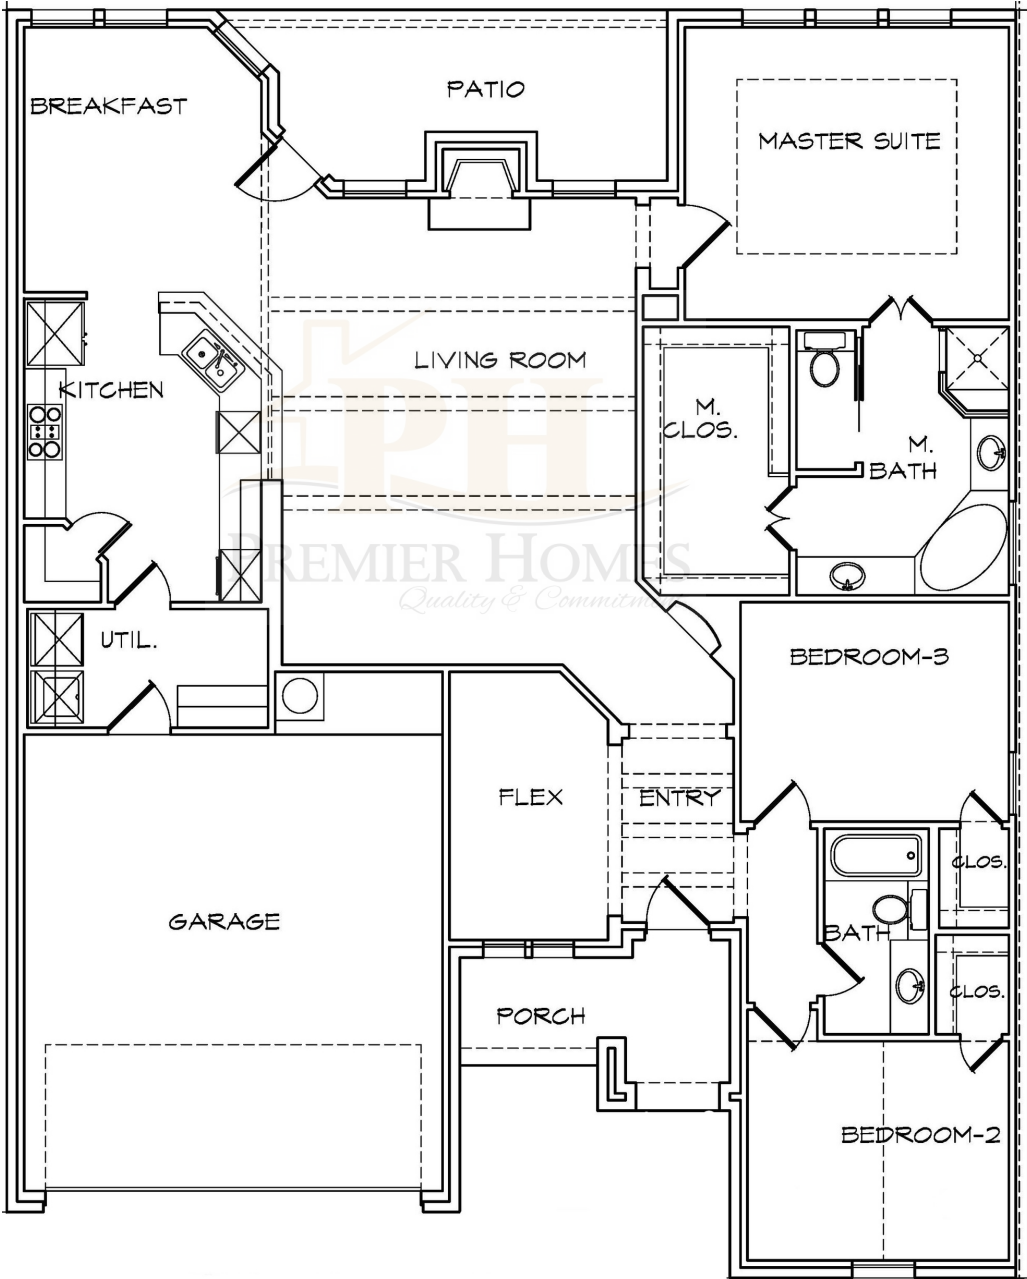 PATIO
BREAKFAST
MASTER SUITE
LIVING ROOM
KITCHEN
M.
CLOS.
M.
BATH
PH
PREMIER HOMES
Quality & Commitment
UTIL.
BEDROOM-3
FLEX
ENTRY
CLOS.
GARAGE
BATH
CLOS.
PORCH
BEDROOM-2